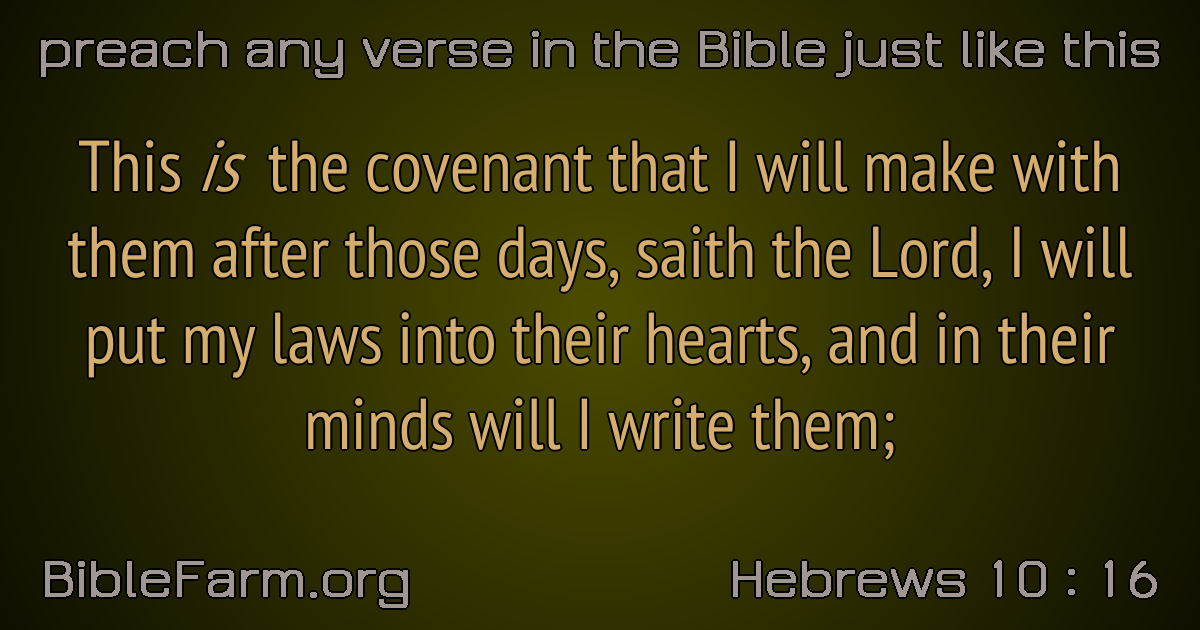 preach any verse in the Bible just like this
This is the covenant that I will make with
them after those days, saith the Lord, I will
put my laws into their hearts, and in their
minds will I write them;
BibleFarm.org
Hebrews 10 : 16